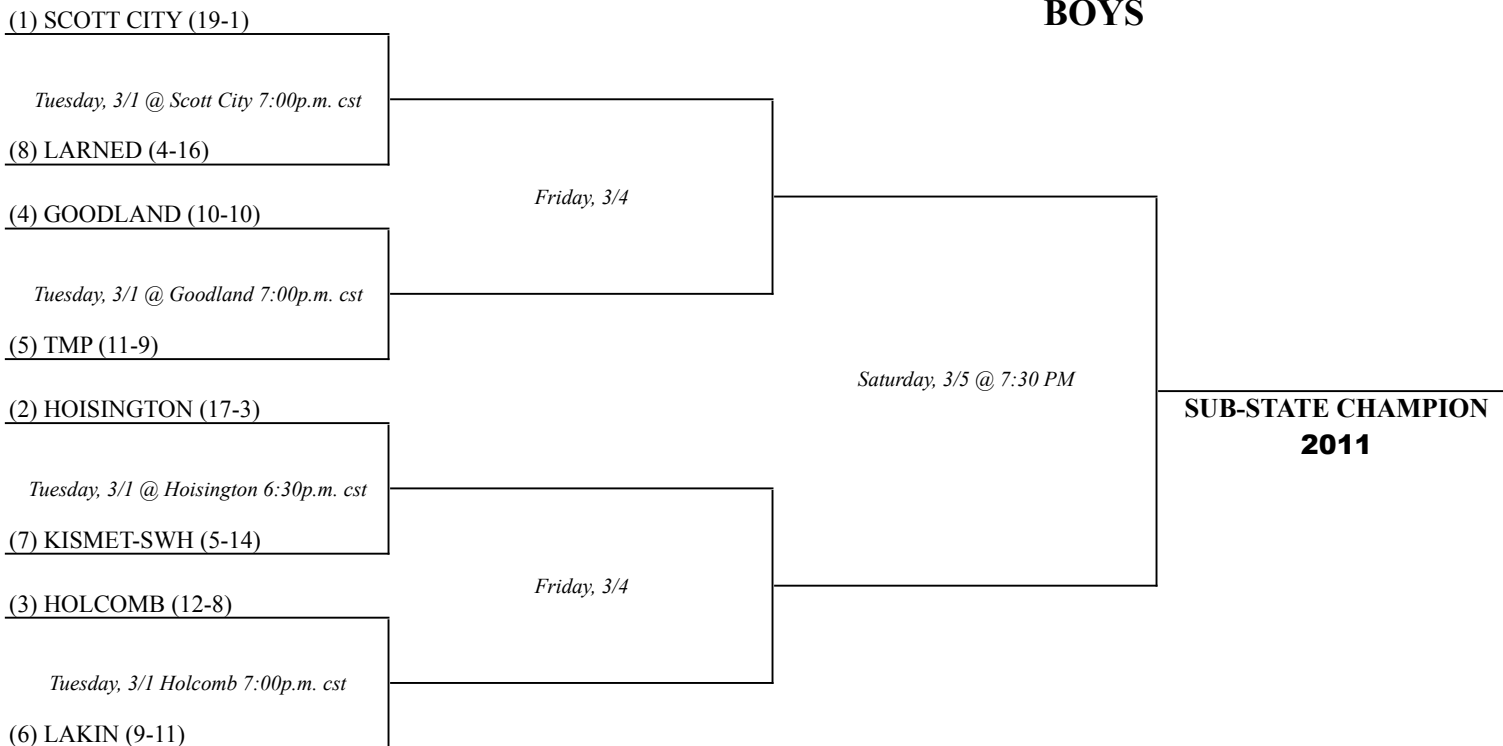 BOYS
(1) SCOTT CITY (19-1)
Tuesday, 3/1 @ Scott City 7:00p.m. cst
(8) LARNED (4-16)
Friday, 3/4
(4) GOODLAND (10-10)
Tuesday, 3/1 @ Goodland 7:00p.m. cst
(5) TMP (11-9)
Saturday, 3/5 @ 7:30 PM
(2) HOISINGTON (17-3)
SUB-STATE CHAMPION
2011
Tuesday, 3/1 @ Hoisington 6:30p.m. cst
(7) KISMET-SWH (5-14)
Friday, 3/4
(3) HOLCOMB (12-8)
Tuesday, 3/1 Holcomb 7:00p.m. cst
(6) LAKIN (9-11)